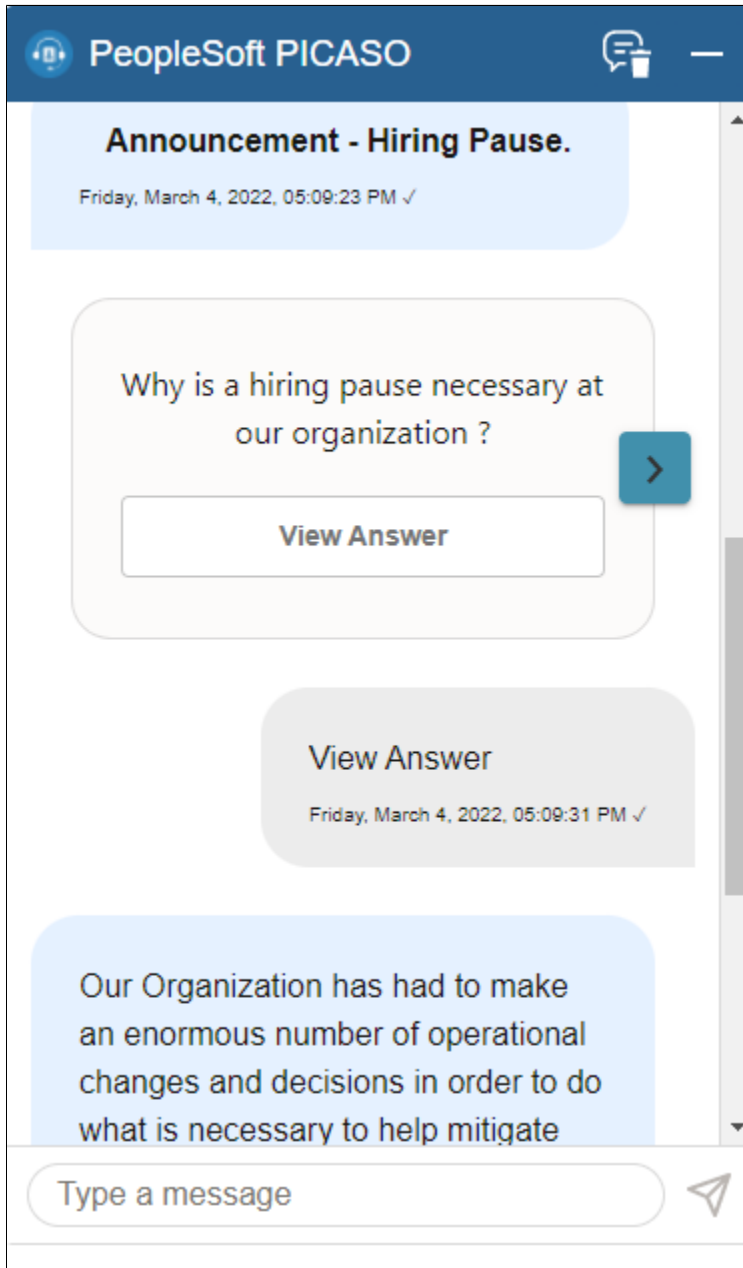 PeopleSoft PICASO
Announcement - Hiring Pause.
Friday, March 4, 2022, 05:09:23 PM ✓
Why is a hiring pause necessary at
our organization ?
View Answer
View Answer
Friday, March 4, 2022, 05:09:31 PM ✓
Our Organization has had to make
an enormous number of operational
changes and decisions in order to do
what is necessary to help mitigate
Type a message